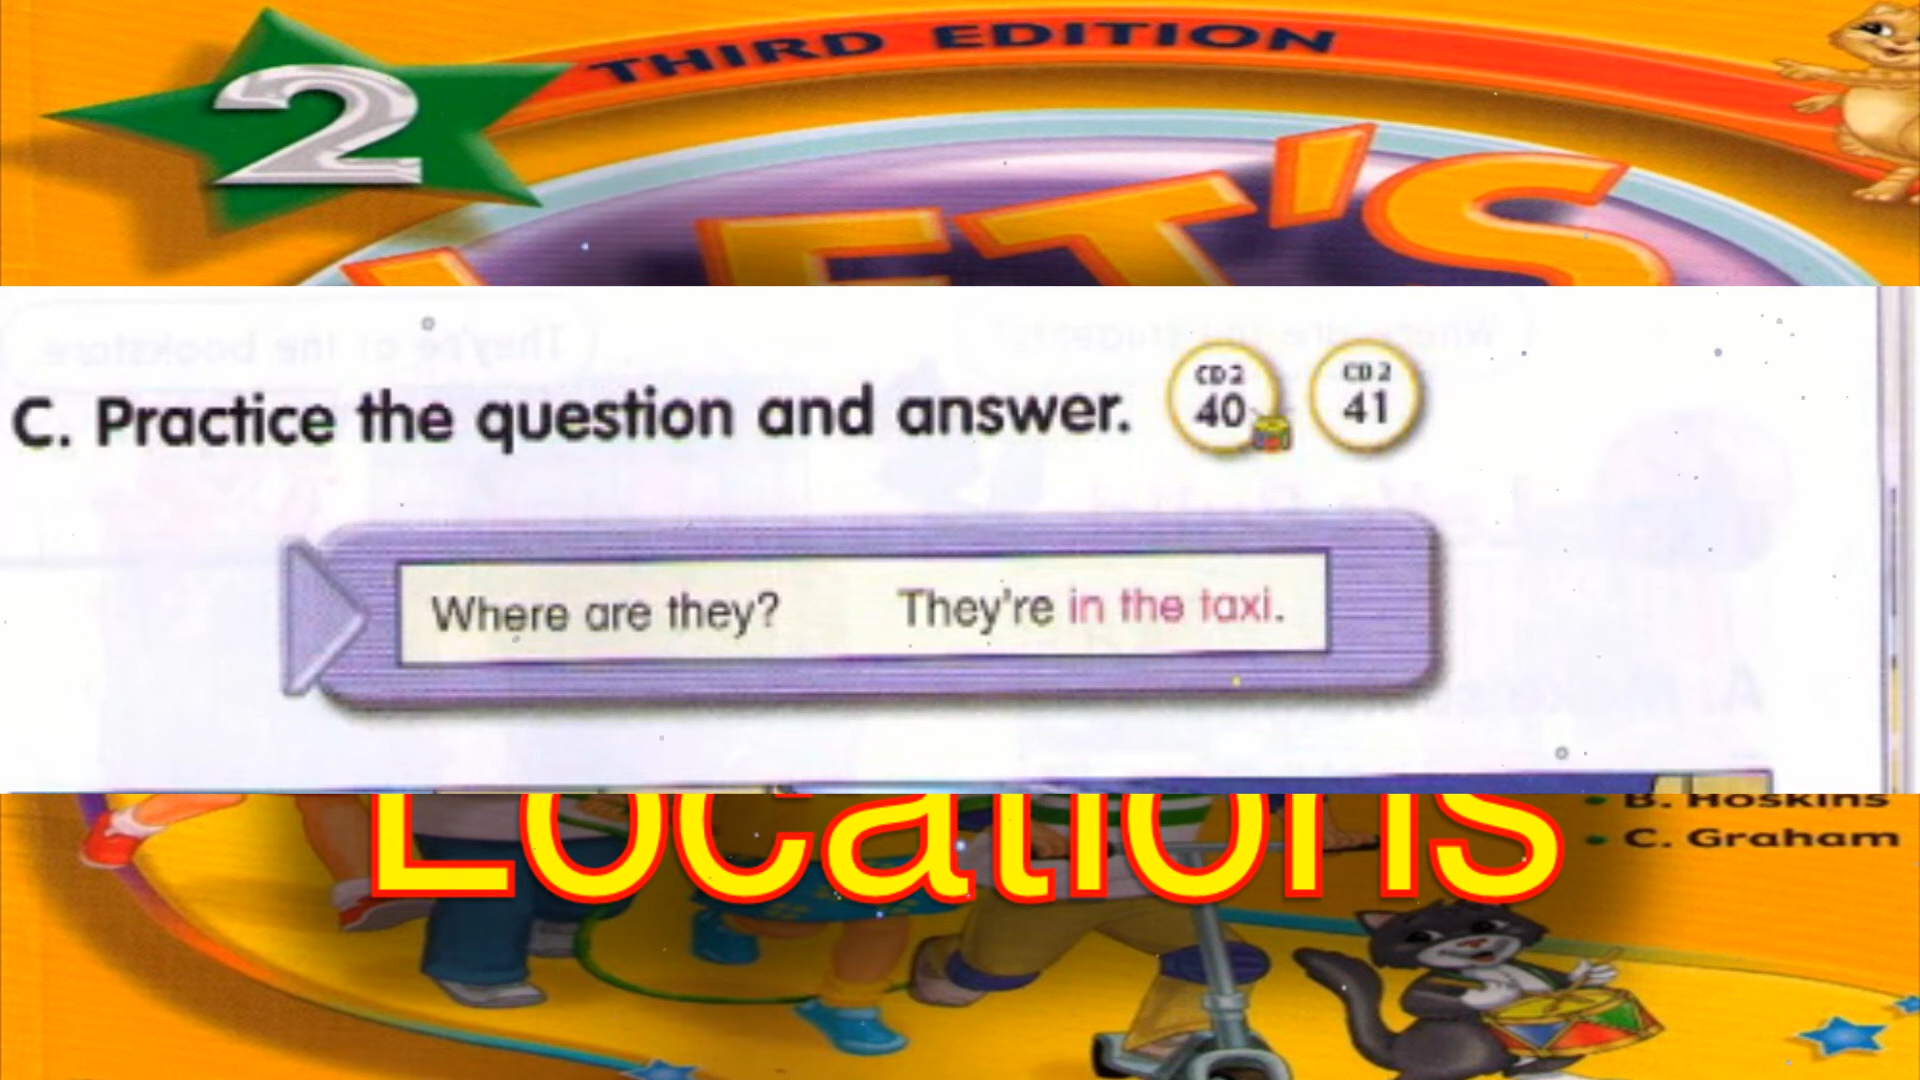 2
THIRD EDITION
LET'S
C. Practice the question and answer.
CD 2
40
CD 2
41
Where are they? They're in the taxi.
Locations
• B. Hoskins
• C. Graham